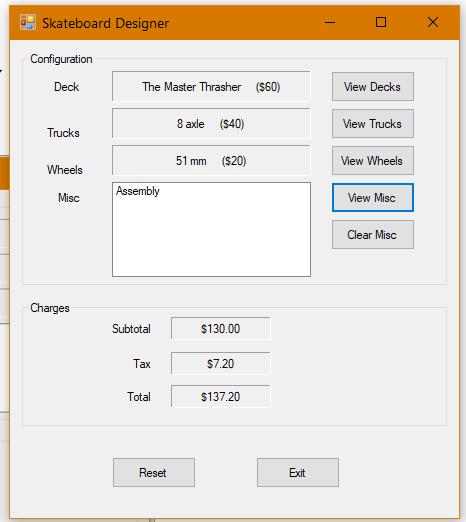 Skateboard Designer
Configuration
Deck The Master Thrasher ($60) View Decks
Trucks 8 axle ($40) View Trucks
Wheels 51 mm ($20) View Wheels
Misc Assembly View Misc
Clear Misc
Charges
Subtotal $130.00
Tax $7.20
Total $137.20
Reset Exit